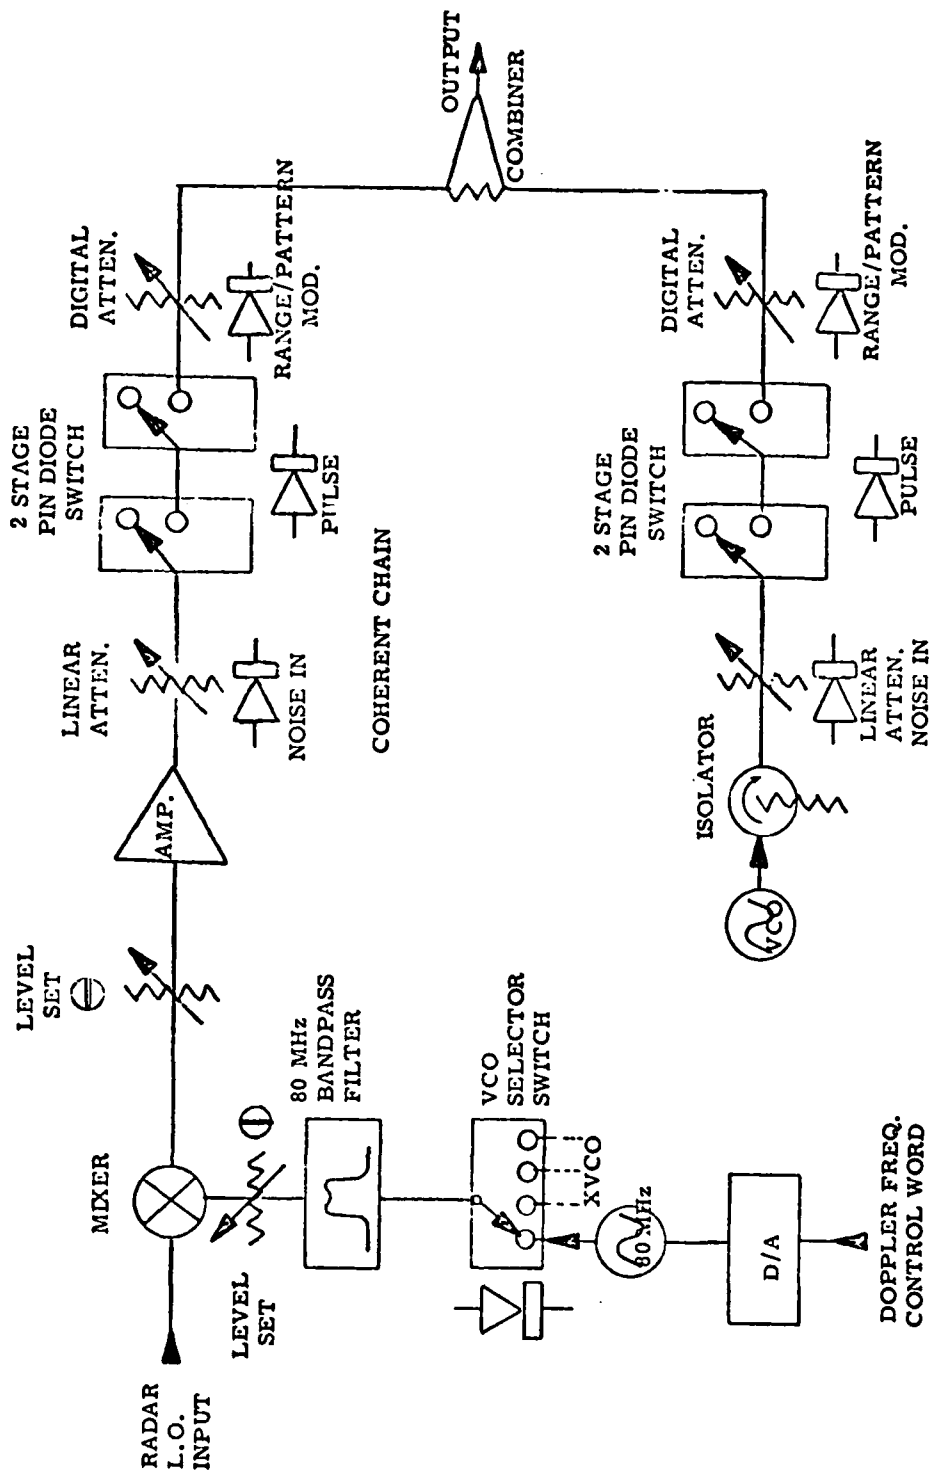 RADAR
L.O.
INPUT
MIXER
LEVEL
SET
LEVEL
SET
AMP.
LINEAR
ATTEN.
NOISE IN
2 STAGE
PIN DIODE
SWITCH
PULSE
DIGITAL
ATTEN.
RANGE/PATTERN
MOD.
COHERENT CHAIN
OUTPUT
COMBINER
80 MHz
BANDPASS
FILTER
VCO
SELECTOR
SWITCH
XVCO
80 MHz
D/A
DOPPLER FREQ.
CONTROL WORD
VCO
ISOLATOR
LINEAR
ATTEN.
NOISE IN
2 STAGE
PIN DIODE
SWITCH
PULSE
DIGITAL
ATTEN.
RANGE/PATTERN
MOD.